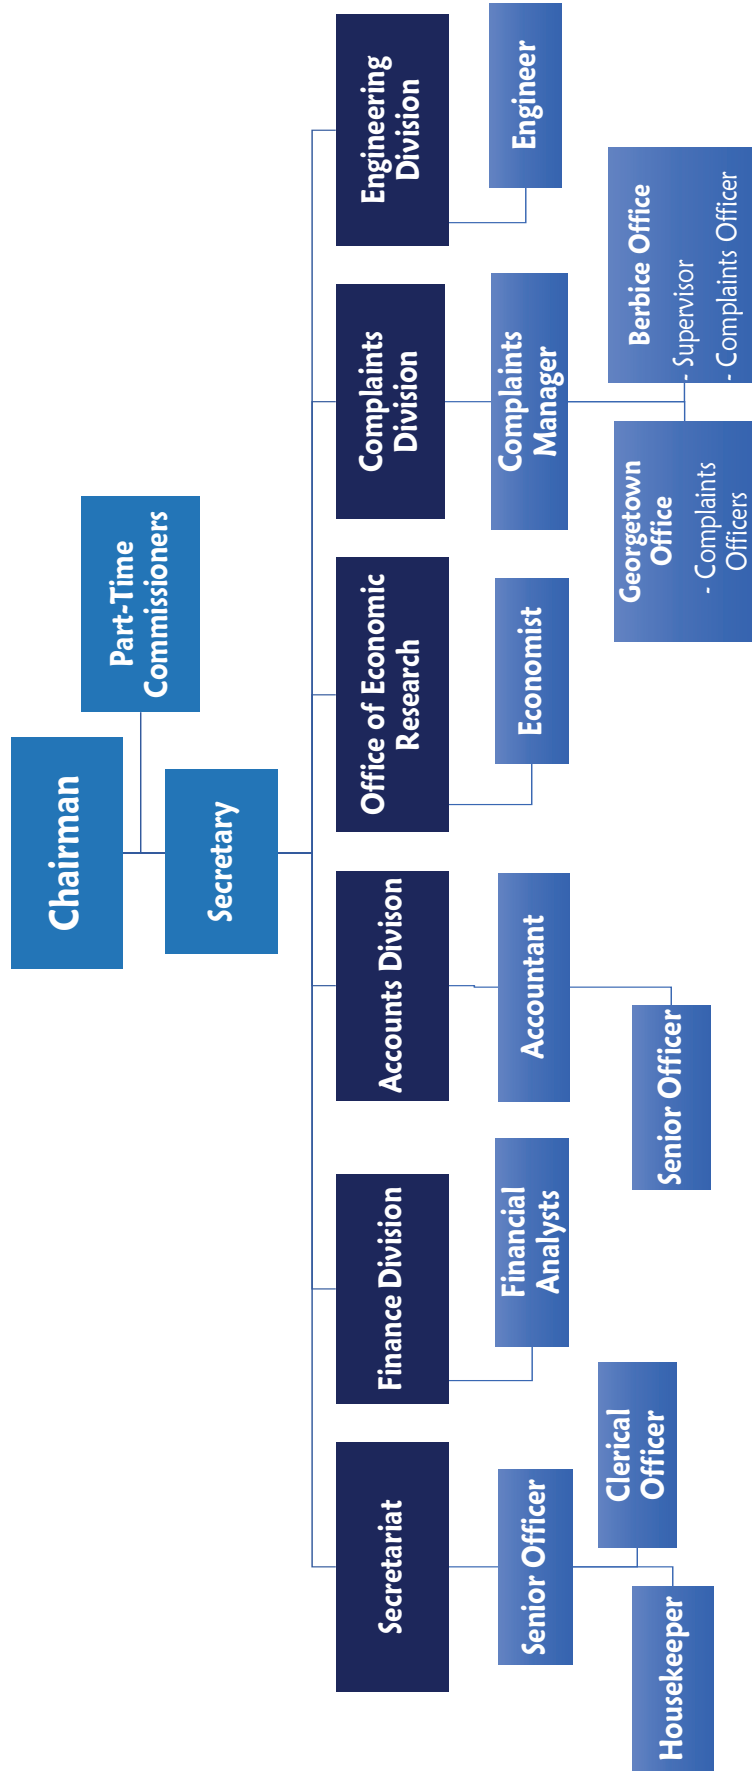 Chairman
Part-Time
Commissioners
Secretary
Secretariat
Finance Division
Accounts Divison
Office of Economic
Research
Complaints
Division
Engineering
Division
Senior Officer
Financial
Analysts
Accountant
Economist
Complaints
Manager
Engineer
Housekeeper
Clerical
Officer
Senior Officer
Georgetown
Office
- Complaints
Officers
Berbice Office
- Supervisor
- Complaints Officer